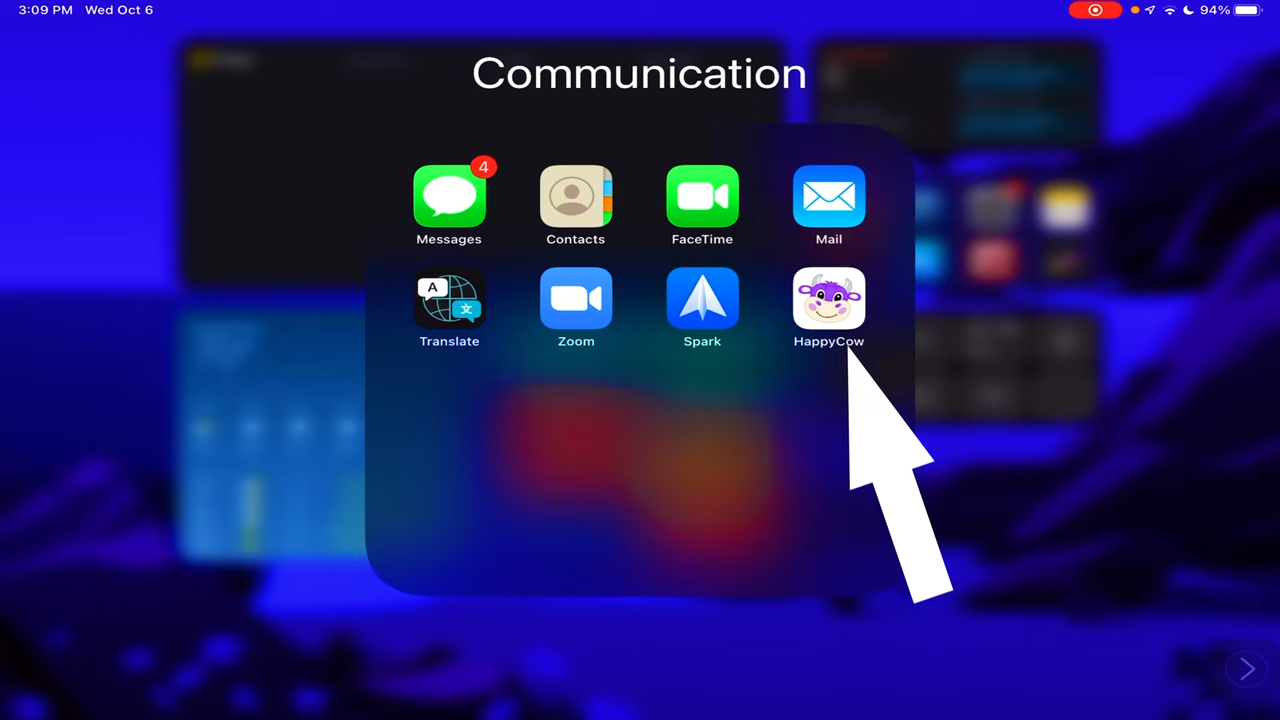 3:09 PM Wed Oct 6
94%
Communication
4
Messages Contacts FaceTime Mail
A 文
Translate Zoom Spark HappyCow